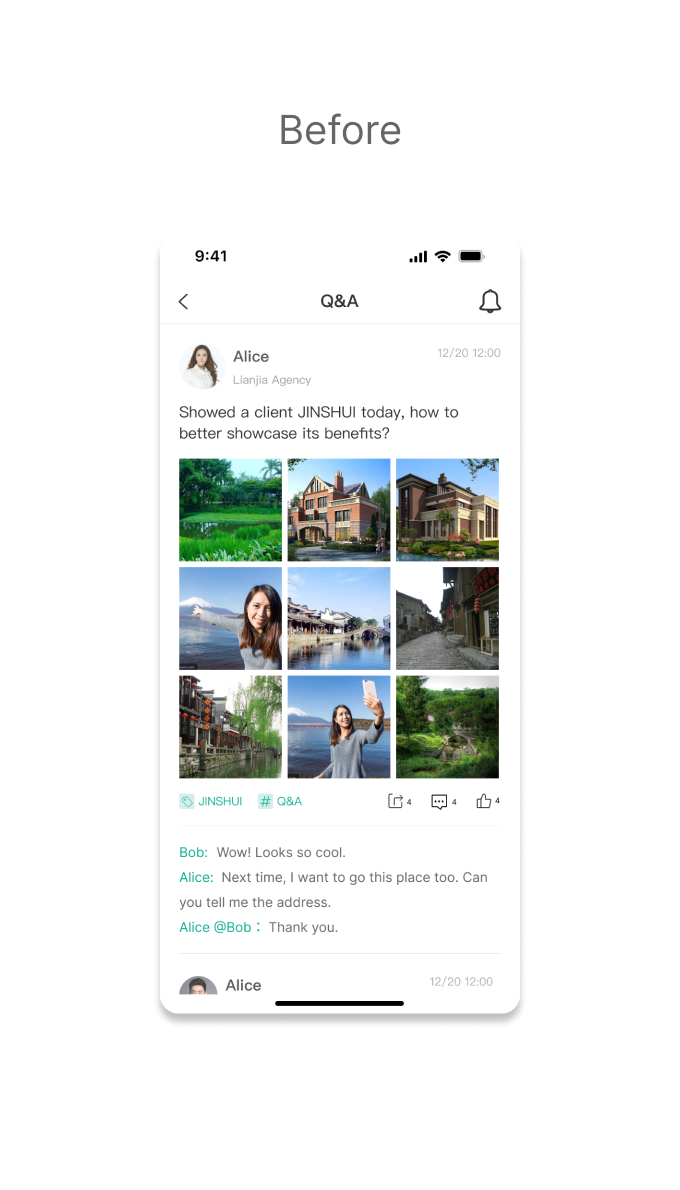 Before
9:41
Q&A
Alice
12/20 12:00
Lianjia Agency
Showed a client JINSHUI today, how to
better showcase its benefits?
JINSHUI # Q&A 4 4 4
Bob: Wow! Looks so cool.
Alice: Next time, I want to go this place too. Can
you tell me the address.
Alice @Bob： Thank you.
Alice
12/20 12:00